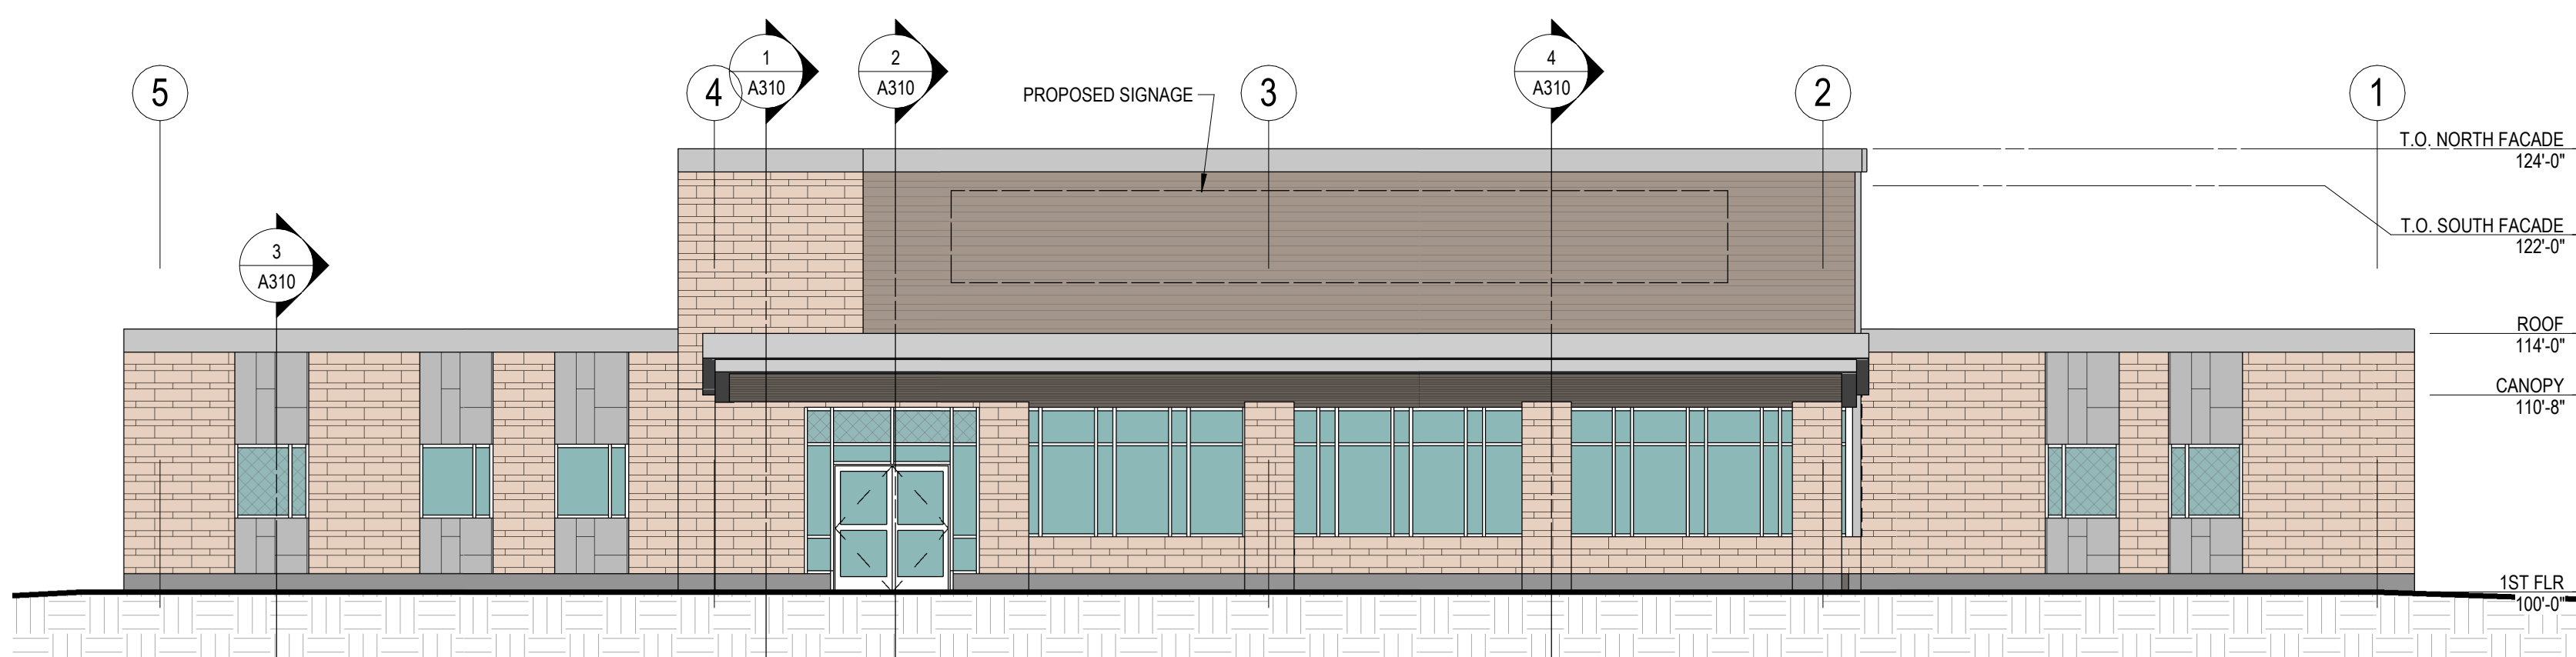 1
A310
2
A310
4
A310
5
4
PROPOSED SIGNAGE
3
2
1
T.O. NORTH FACADE
124'-0"
T.O. SOUTH FACADE
122'-0"
3
A310
ROOF
114'-0"
CANOPY
110'-8"
1ST FLR
100'-0"